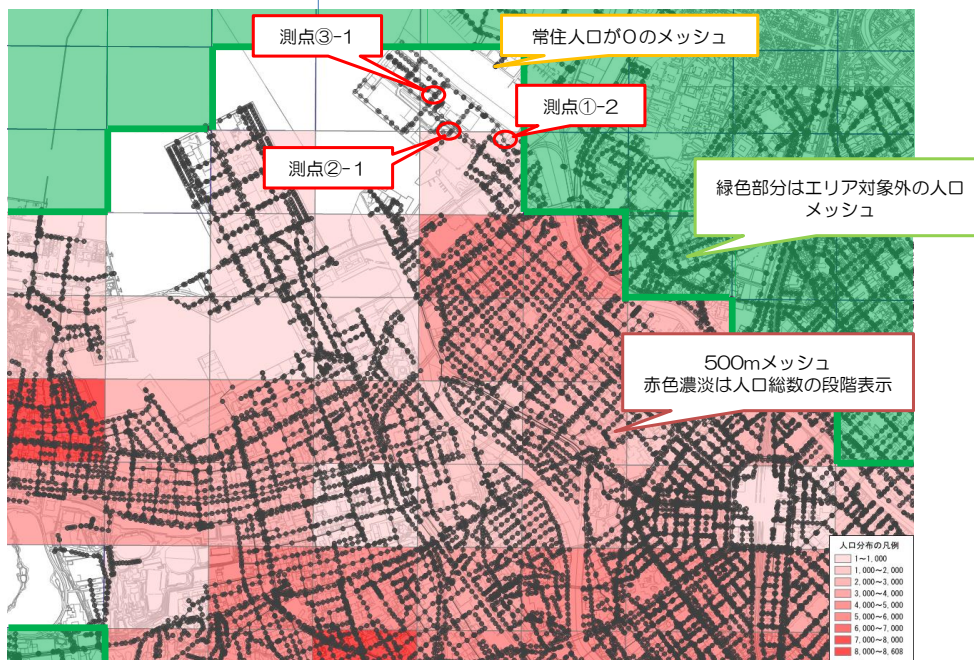 測点③-1
常住人口が0のメッシュ
測点①-2
測点②-1
緑色部分はエリア対象外の人口
メッシュ
500mメッシュ
赤色濃淡は人口総数の段階表示
人口分布の凡例
1~1,000
1,000~2,000
2,000~3,000
3,000~4,000
4,000~5,000
5,000~6,000
6,000~7,000
7,000~8,000
8,000~8,608